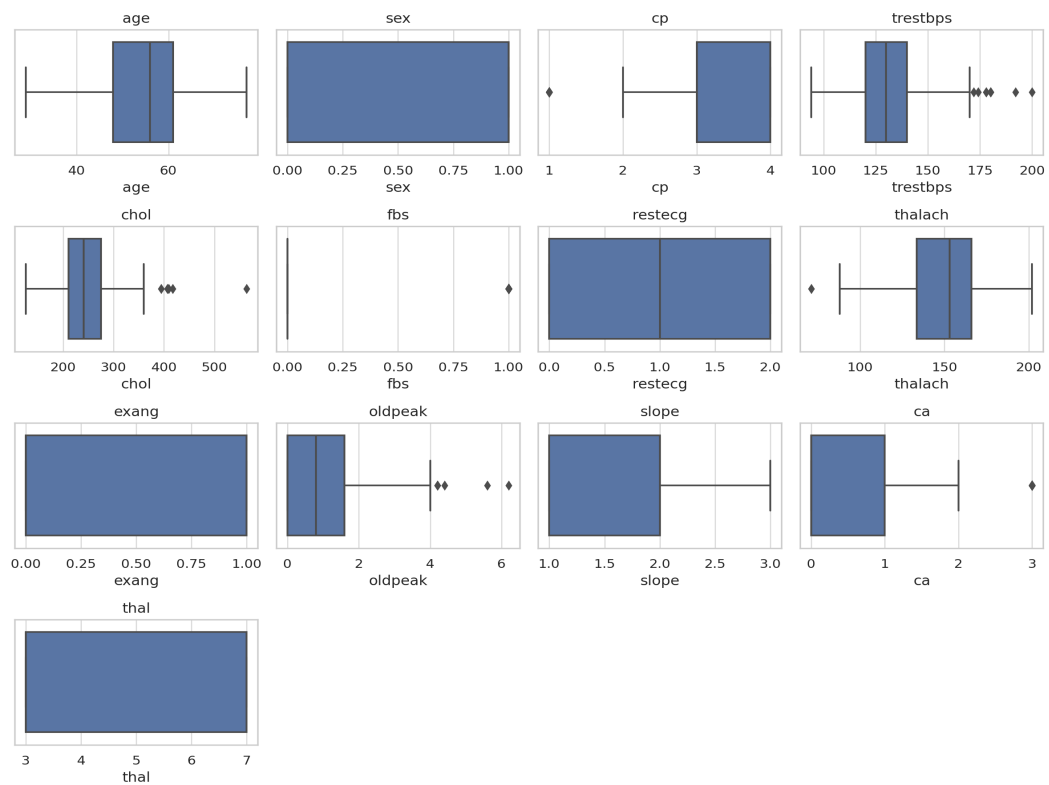 age sex cp trestbps
40 60 0.00 0.25 0.50 0.75 1.00 1 2 3 4 100 125 150 175 200
age sex cp trestbps
chol fbs restecg thalach
200 300 400 500 0.00 0.25 0.50 0.75 1.00 0.0 0.5 1.0 1.5 2.0 100 150 200
chol fbs restecg thalach
exang oldpeak slope ca
0.00 0.25 0.50 0.75 1.00 0 2 4 6 1.0 1.5 2.0 2.5 3.0 0 1 2 3
exang oldpeak slope ca
thal
3 4 5 6 7
thal